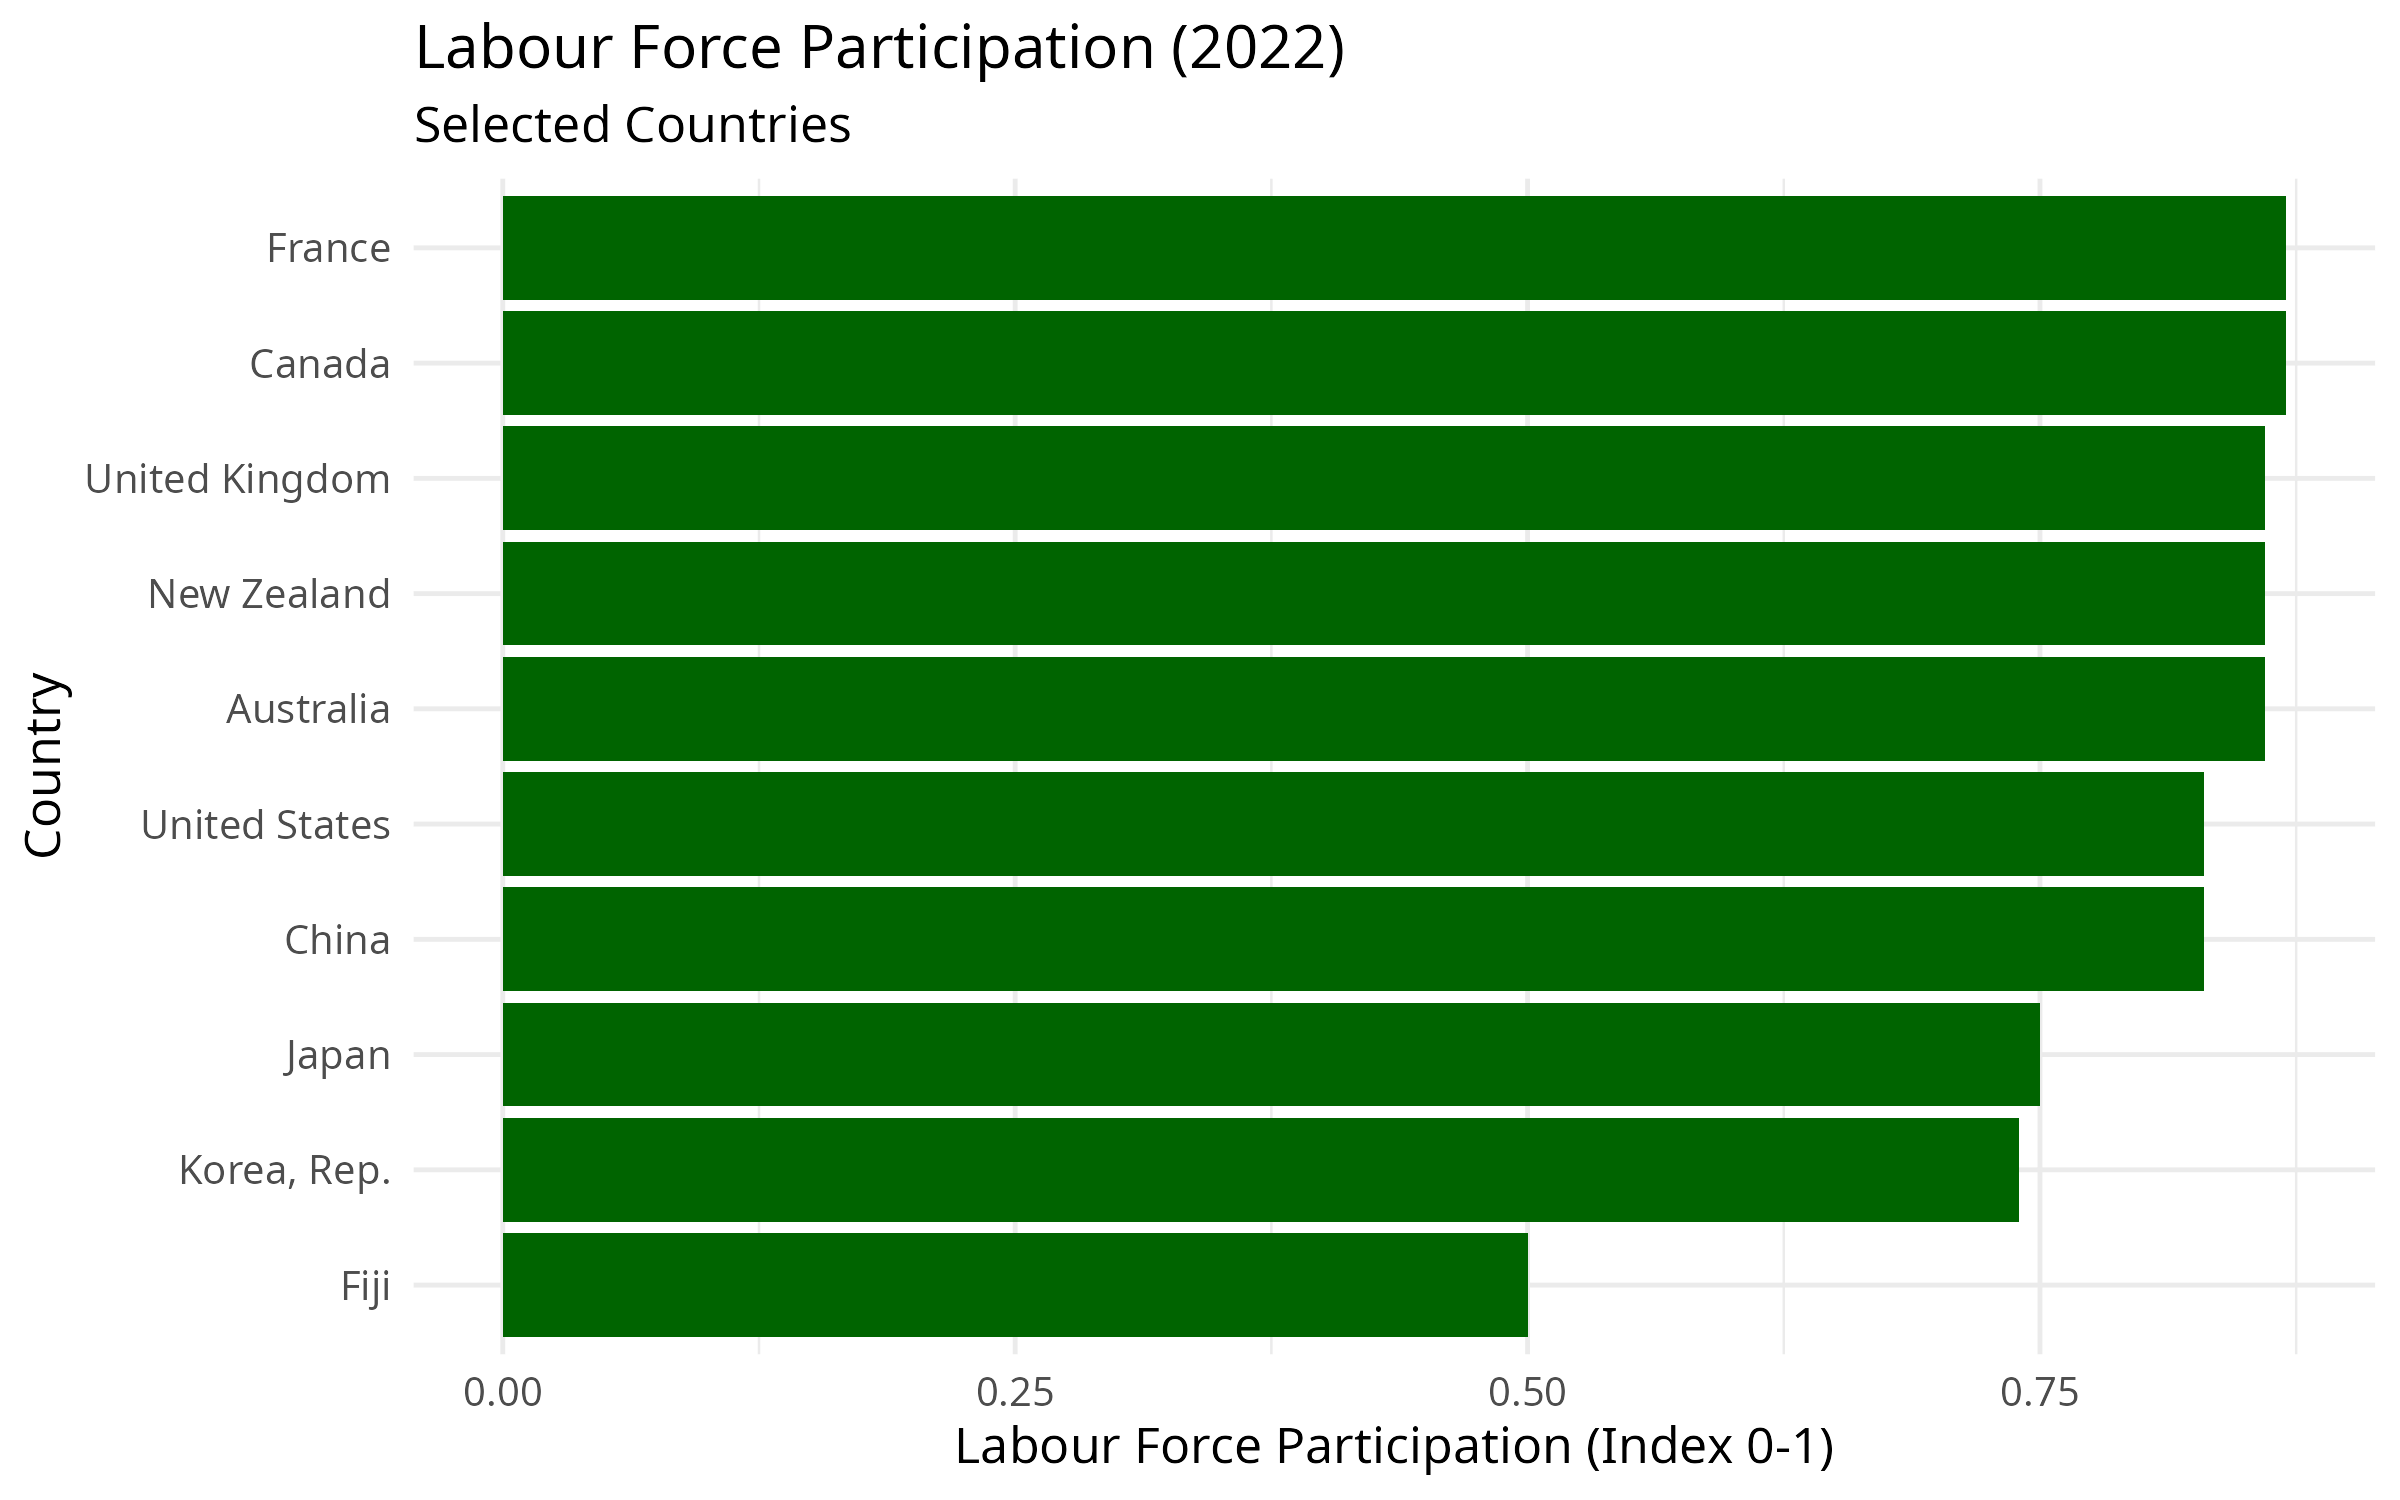 Labour Force Participation (2022)
Selected Countries
Country
France
Canada
United Kingdom
New Zealand
Australia
United States
China
Japan
Korea, Rep.
Fiji
0.00 0.25 0.50 0.75
Labour Force Participation (Index 0-1)